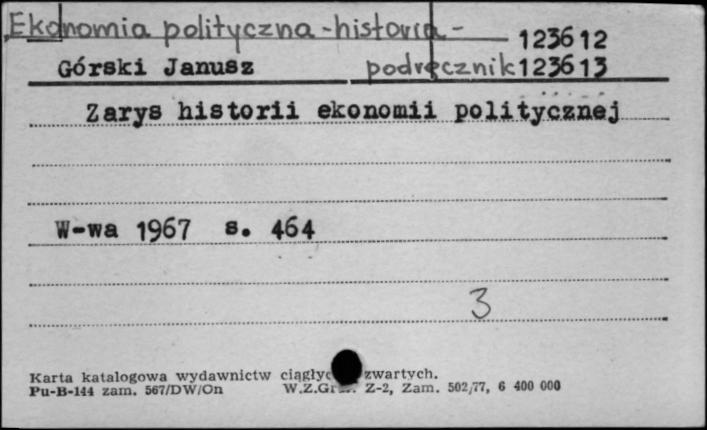 Ekonomia polityczna - historia - 123612
Górski Janusz podręcznik 123613
Zarys historii ekonomii politycznej
W-wa 1967 s. 464
3
Karta katalogowa wydawnictw zwartych.
Pu-B-144 zam. 567/DW/On Z-2, Zam. 502/77, 6 400 000